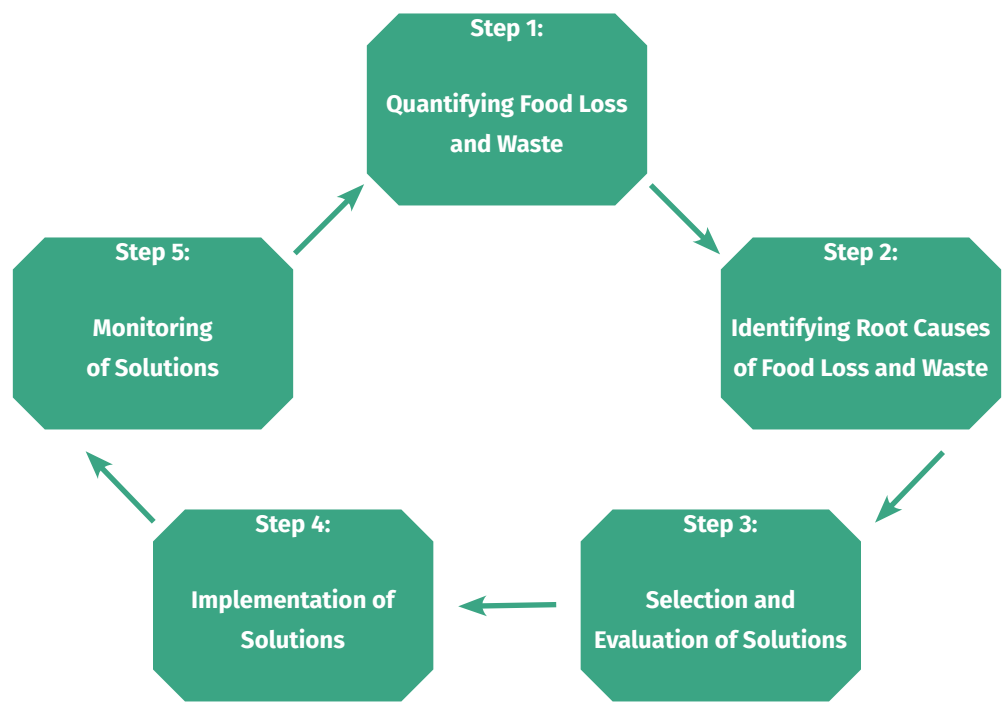 Step 1:
Quantifying Food Loss
and Waste
Step 2:
Identifying Root Causes
of Food Loss and Waste
Step 3:
Selection and
Evaluation of Solutions
Step 4:
Implementation of
Solutions
Step 5:
Monitoring
of Solutions